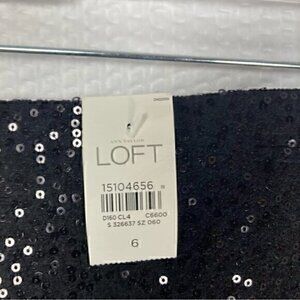 ANN TAYLOR
LOFT
15104656
D160 CL4 C6600
S 326637 SZ 060
6